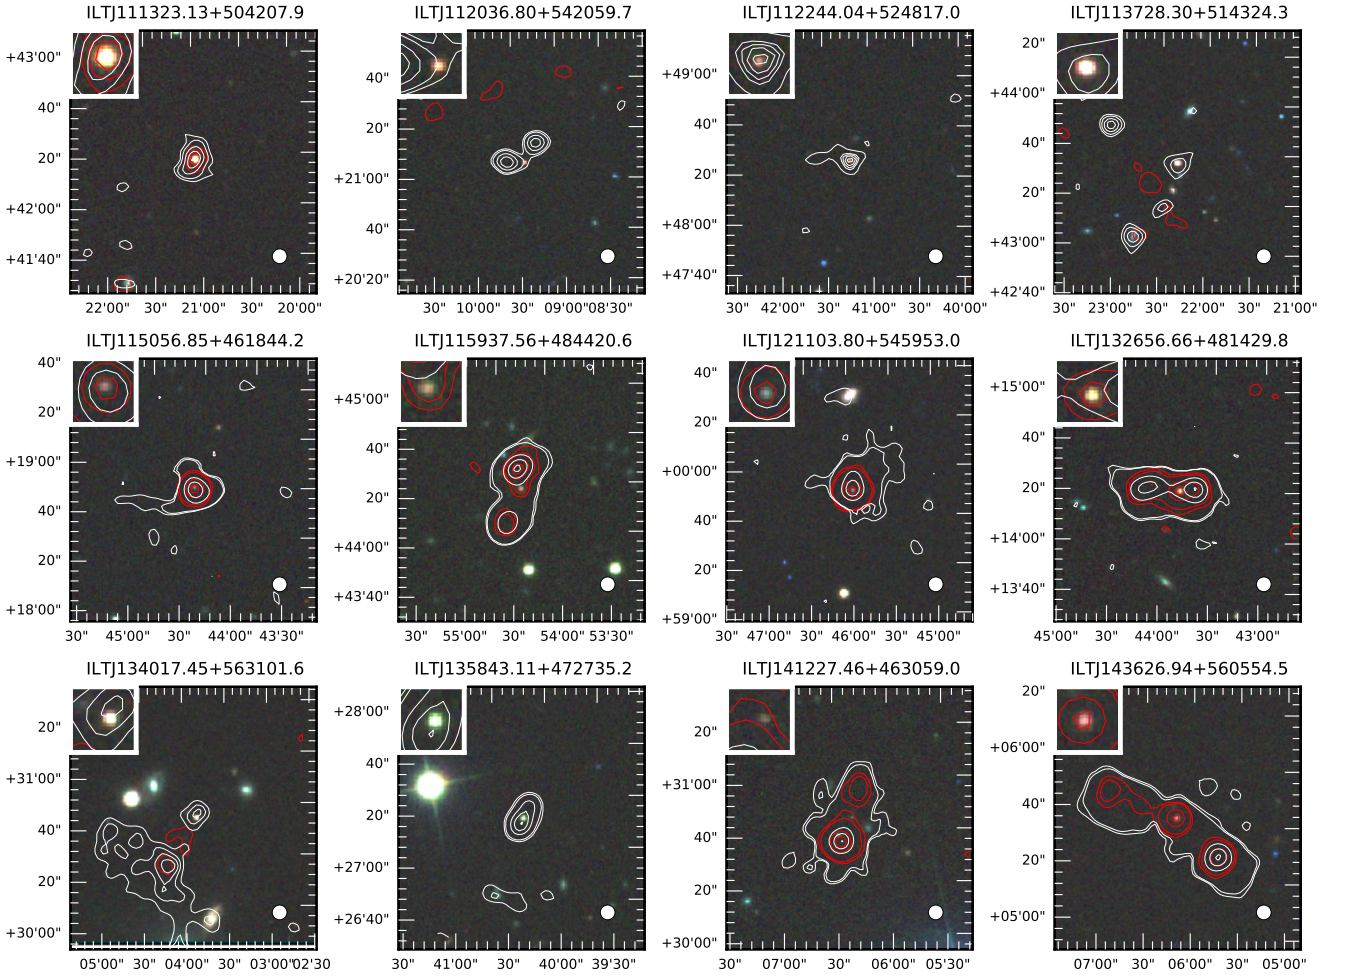 ILTJ111323.13+504207.9 ILTJ112036.80+542059.7 ILTJ112244.04+524817.0 ILTJ113728.30+514324.3
+43'00" 40" 20" +42'00" +41'40"
22'00" 30" 21'00" 30" 20'00"
40" 20" +21'00" 40" +20'20"
30" 10'00" 30" 09'00"08'30"
+49'00" 40" 20" +48'00" +47'40"
30" 42'00" 30" 41'00" 30" 40'00"
20" +44'00" 40" 20" +43'00" +42'40"
30" 23'00" 30" 22'00" 30" 21'00"
ILTJ115056.85+461844.2 ILTJ115937.56+484420.6 ILTJ121103.80+545953.0 ILTJ132656.66+481429.8
40" 20" +19'00" 40" 20" +18'00"
30" 45'00" 30" 44'00" 43'30"
+45'00" 40" 20" +44'00" +43'40"
30" 55'00" 30" 54'00" 53'30"
40" 20" +00'00" 40" 20" +59'00"
30" 47'00" 30" 46'00" 30" 45'00"
+15'00" 40" 20" +14'00" +13'40"
45'00" 30" 44'00" 30" 43'00"
ILTJ134017.45+563101.6 ILTJ135843.11+472735.2 ILTJ141227.46+463059.0 ILTJ143626.94+560554.5
20" +31'00" 40" 20" +30'00"
05'00" 30" 04'00" 30" 03'00"02'30"
+28'00" 40" 20" +27'00" +26'40"
30" 41'00" 30" 40'00" 39'30"
20" +31'00" 40" 20" +30'00"
30" 07'00" 30" 06'00" 05'30"
20" +06'00" 40" 20" +05'00"
07'00" 30" 06'00" 30" 05'00"